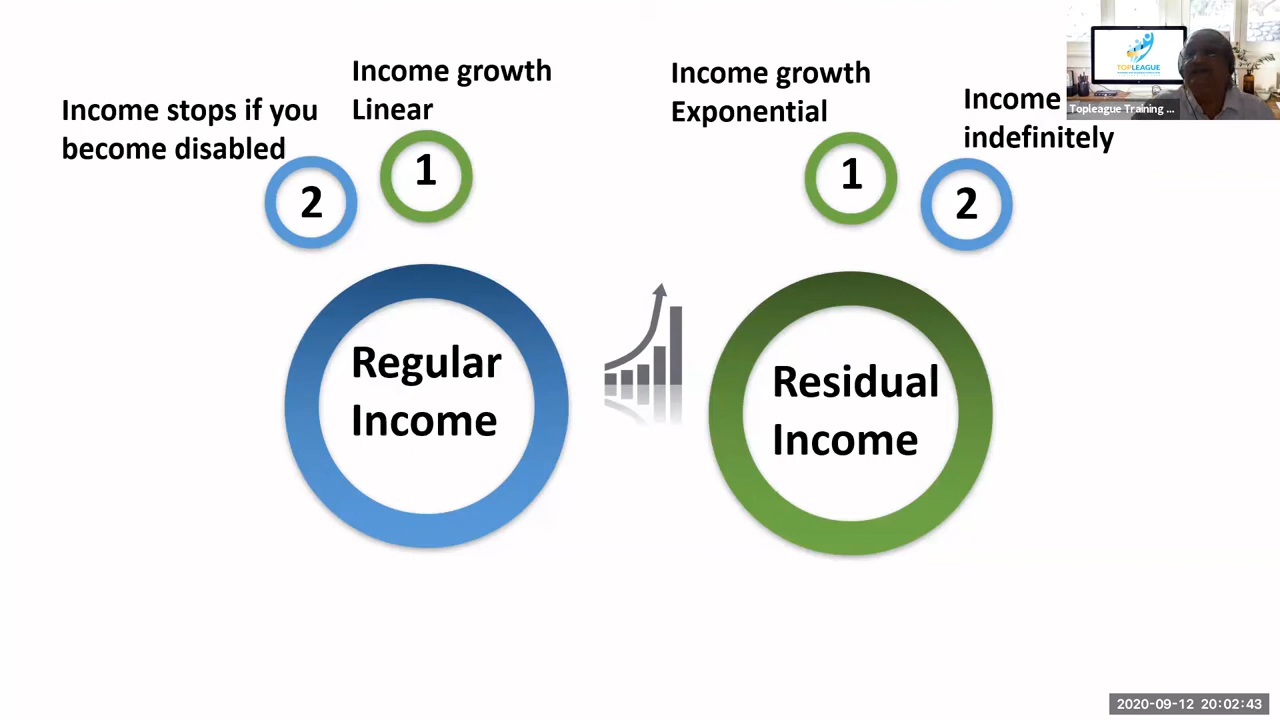 Income stops if you
become disabled
2
Income growth
Linear
1
Regular
Income
Income growth
Exponential
1
Income
indefinitely
2
Residual
Income
TOPLEAGUE
Topleague Training ...
2020-09-12 20:02:43